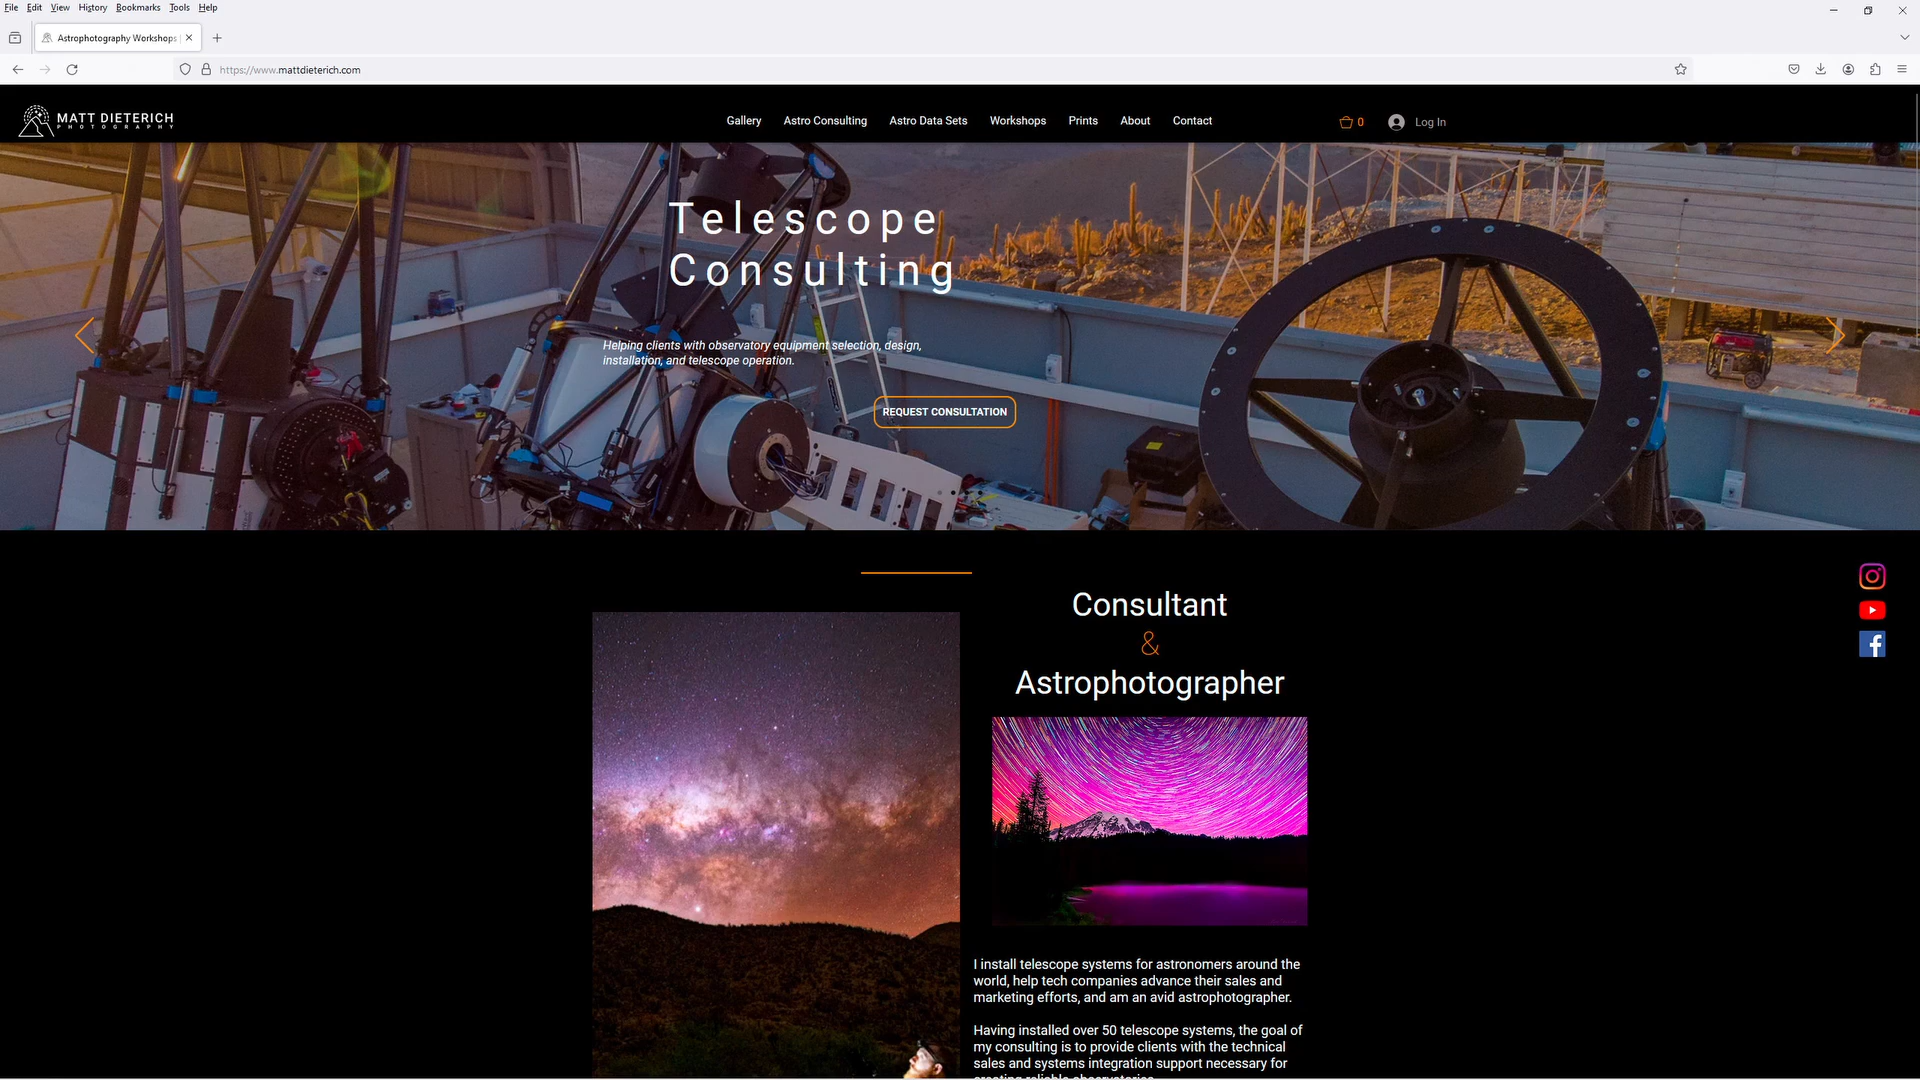 File Edit View History Bookmarks Tools Help
Astrophotography Workshops
https://www.mattdieterich.com
MATT DIETERICH
PHOTOGRAPHY
Gallery Astro Consulting Astro Data Sets Workshops Prints About Contact
0
Log In
Telescope
Consulting
Helping clients with observatory equipment selection, design,
installation, and telescope operation.
REQUEST CONSULTATION
Consultant
&
Astrophotographer
I install telescope systems for astronomers around the
world, help tech companies advance their sales and
marketing efforts, and am an avid astrophotographer.
Having installed over 50 telescope systems, the goal of
my consulting is to provide clients with the technical
sales and systems integration support necessary for
creating reliable observatories.